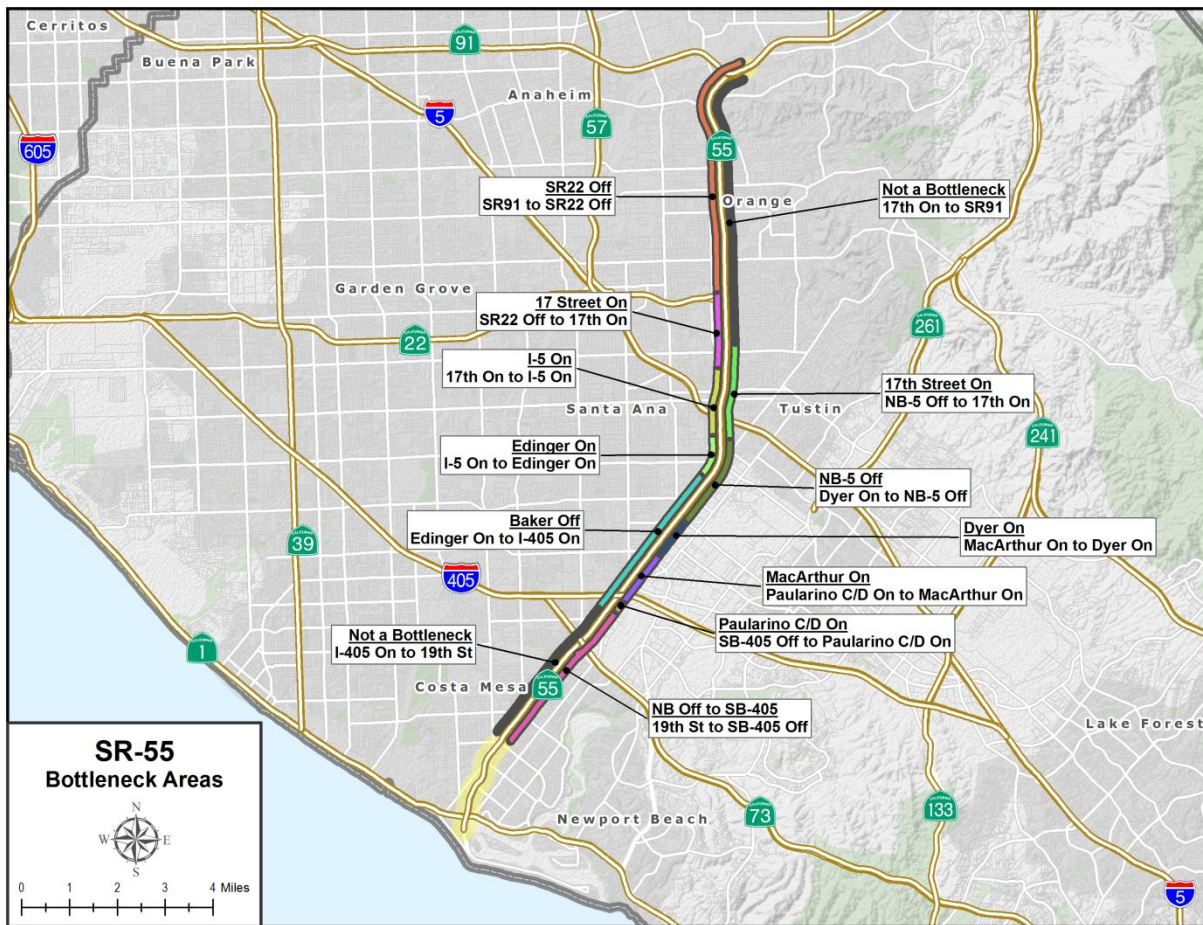 Cerritos
91
Buena Park
Anaheim
5
57
605
CALIFORNIA
55
SR22 Off
SR91 to SR22 Off
Orange
Not a Bottleneck
17th On to SR91
Garden Grove
17 Street On
SR22 Off to 17th On
22
261
I-5 On
17th On to I-5 On
Santa Ana
Tustin
17th Street On
NB-5 Off to 17th On
241
Edinger On
I-5 On to Edinger On
NB-5 Off
Dyer On to NB-5 Off
Baker Off
Edinger On to I-405 On
39
Dyer On
MacArthur On to Dyer On
405
MacArthur On
Paularino C/D On to MacArthur On
Paularino C/D On
SB-405 Off to Paularino C/D On
Not a Bottleneck
I-405 On to 19th St
1
Costa Mesa
55
NB Off to SB-405
19th St to SB-405 Off
Lake Forest
SR-55
Bottleneck Areas
N
W E
S
0 1 2 3 4 Miles
Newport Beach
73
133
5